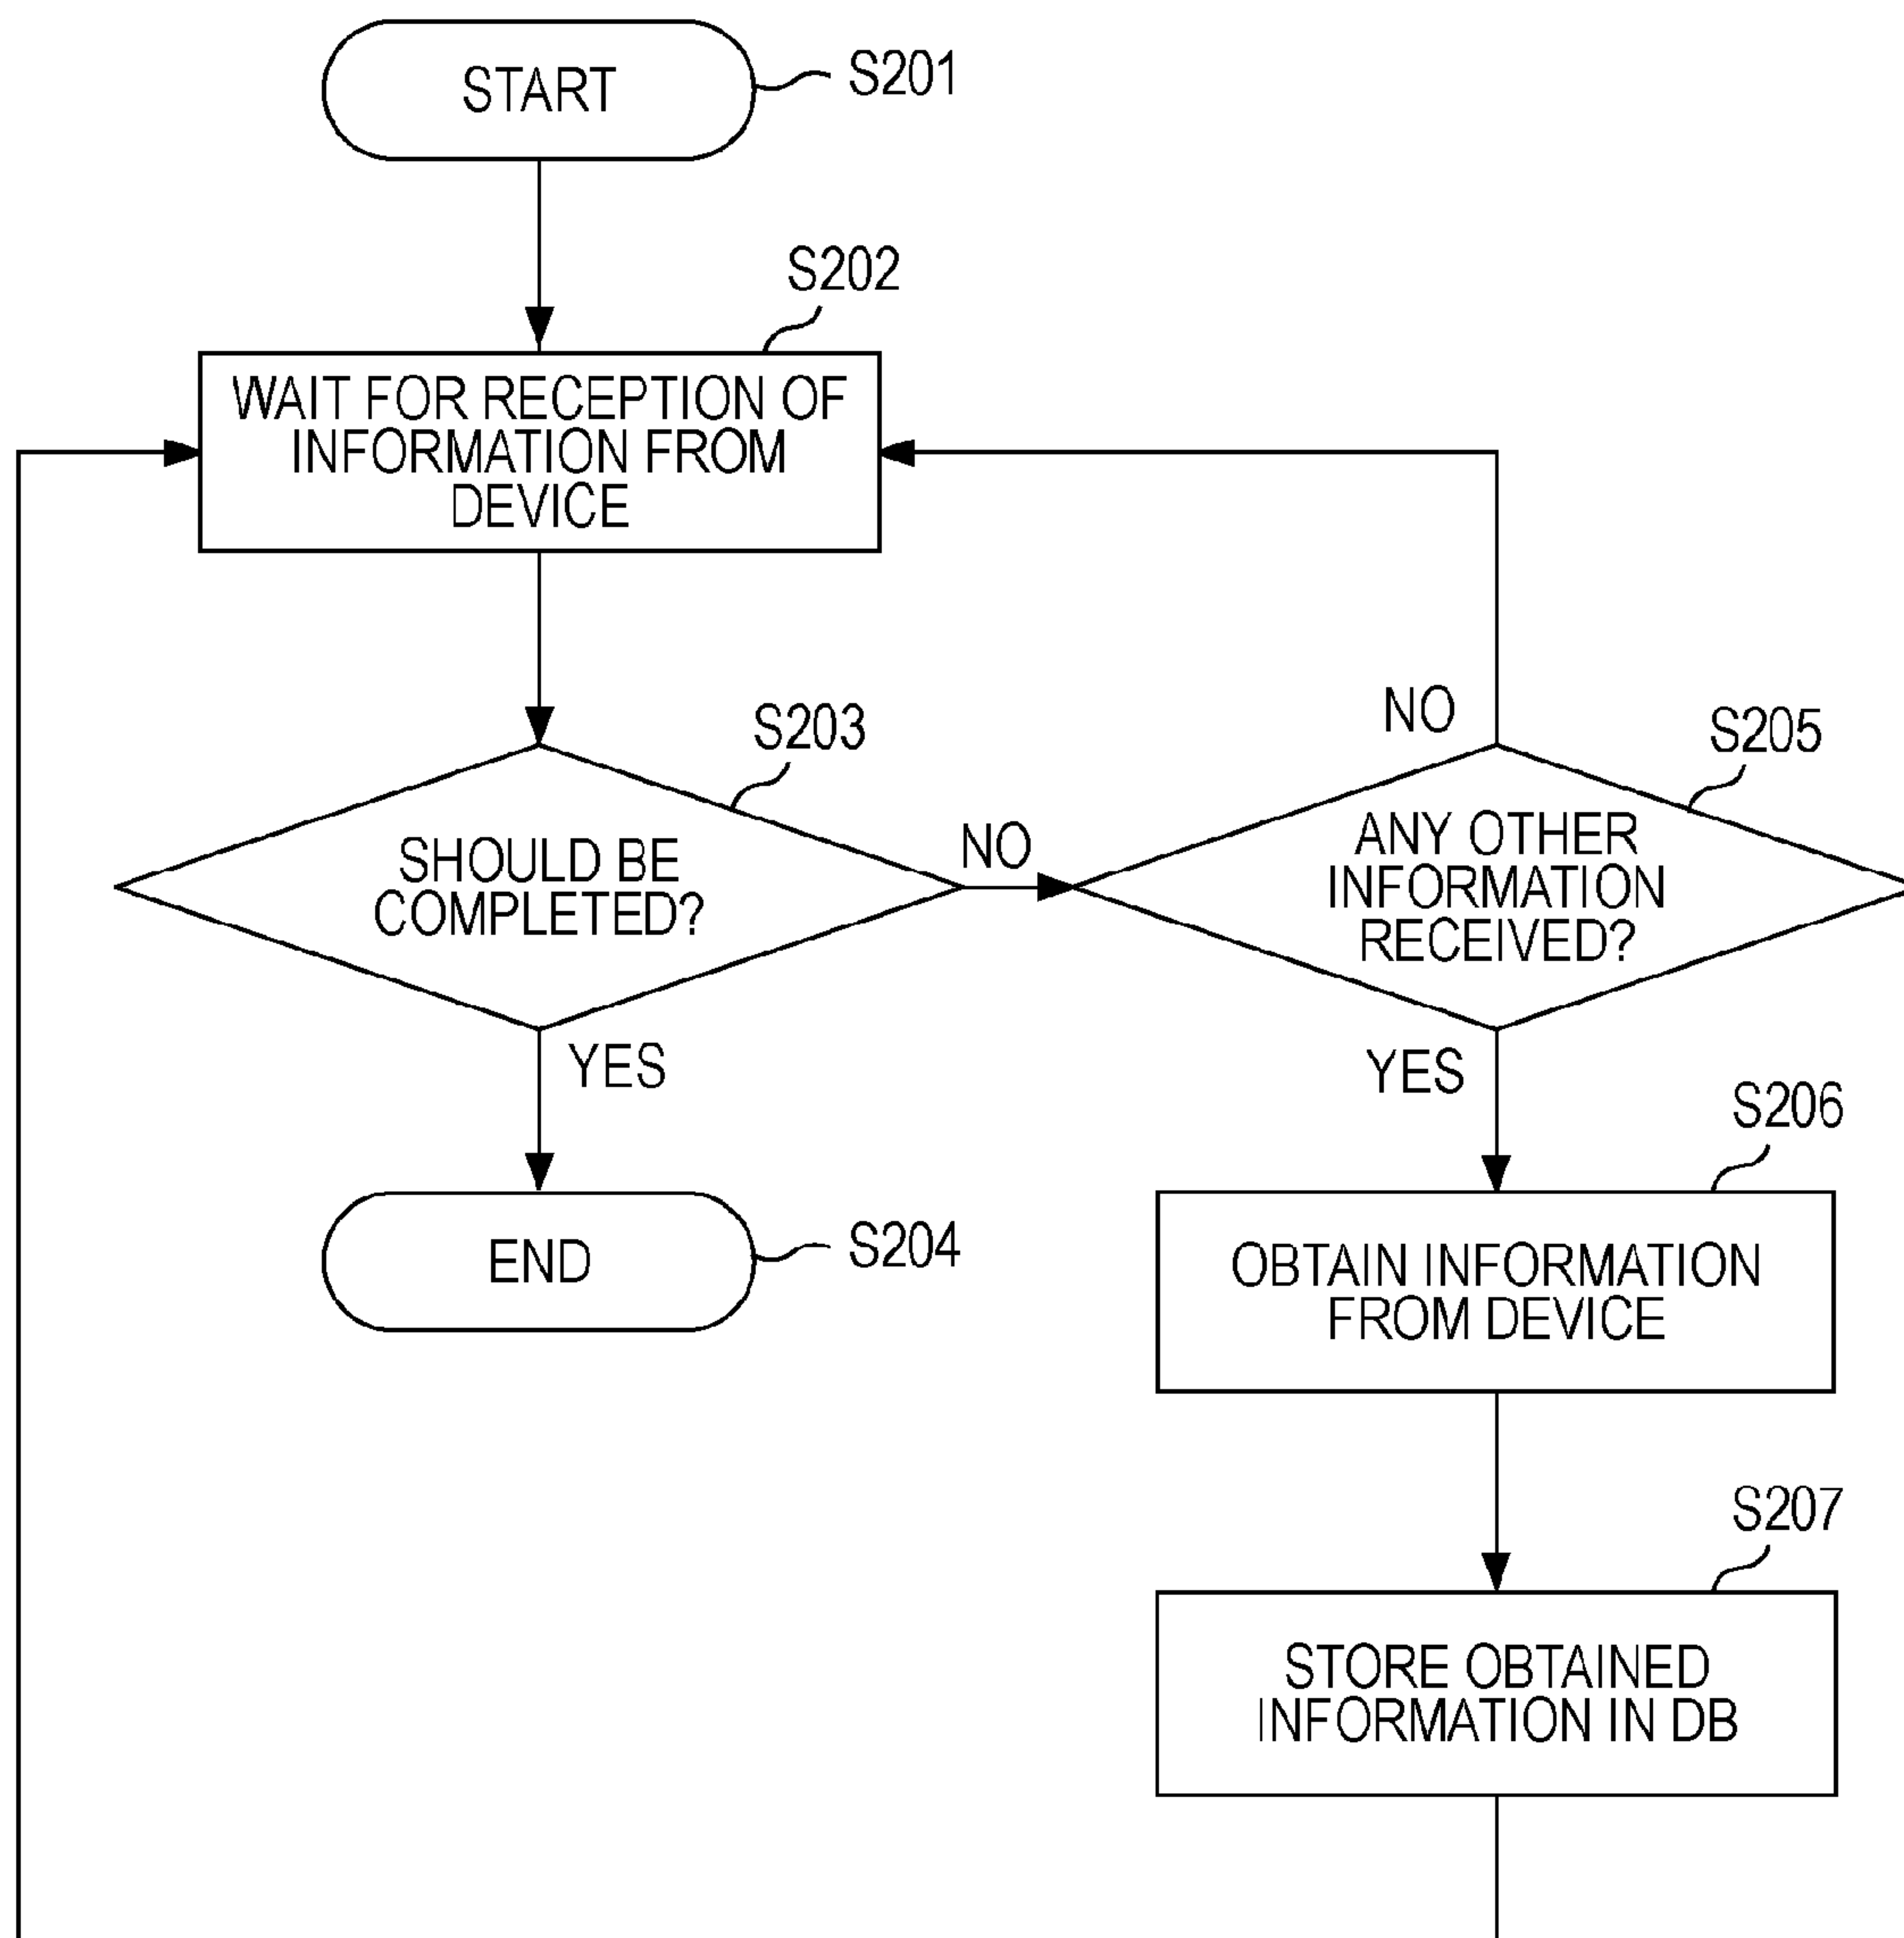 START
S201
S202
WAIT FOR RECEPTION OF
INFORMATION FROM
DEVICE
S203
SHOULD BE
COMPLETED?
NO
YES
END
S204
NO
S205
ANY OTHER
INFORMATION
RECEIVED?
YES
S206
OBTAIN INFORMATION
FROM DEVICE
S207
STORE OBTAINED
INFORMATION IN DB